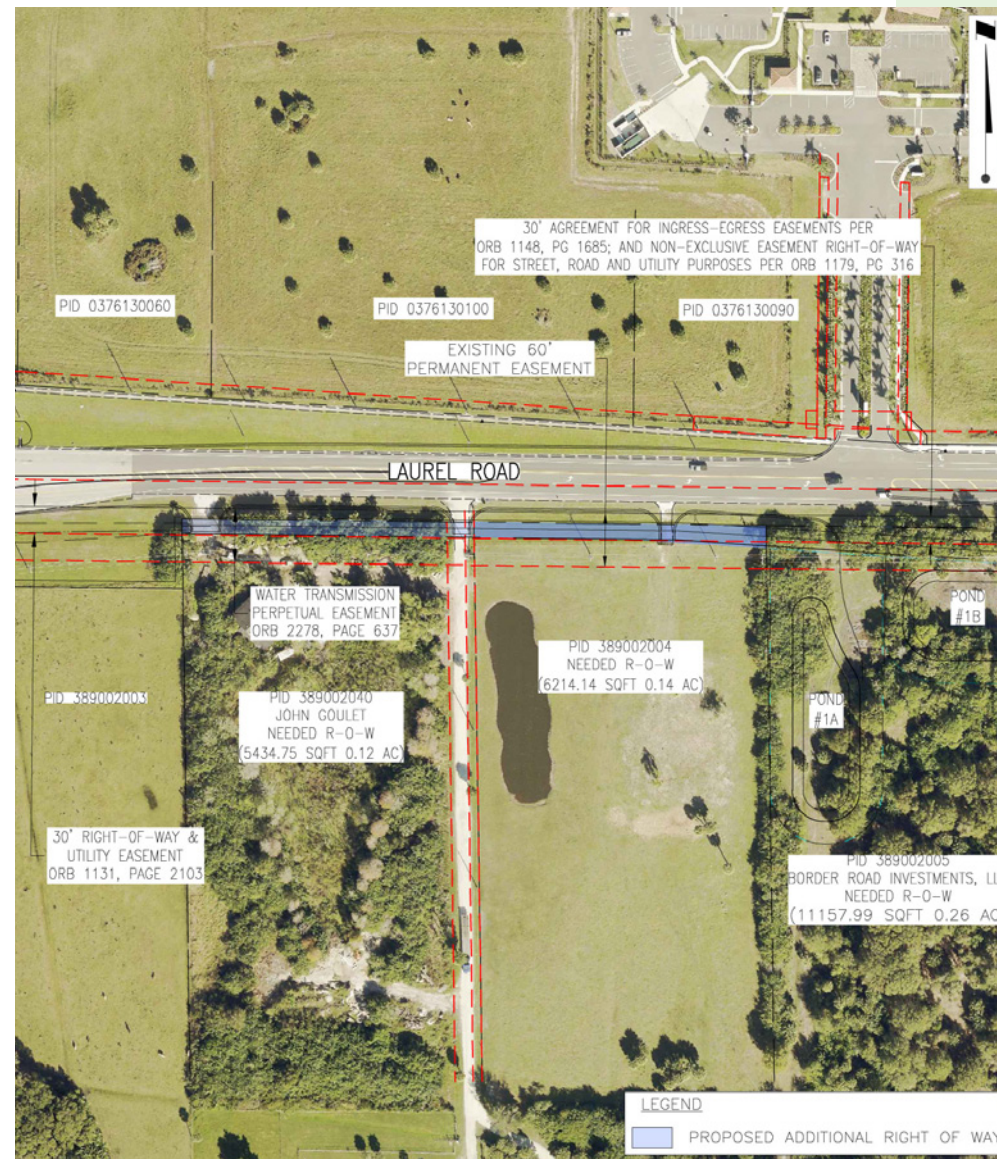 30' AGREEMENT FOR INGRESS-EGRESS EASEMENTS PER
ORB 1148, PG 1685; AND NON-EXCLUSIVE EASEMENT RIGHT-OF-WAY
FOR STREET, ROAD AND UTILITY PURPOSES PER ORB 1179, PG 316
PID 0376130060
PID 0376130100
PID 0376130090
EXISTING 60'
PERMANENT EASEMENT
LAUREL ROAD
WATER TRANSMISSION
PERPETUAL EASEMENT
ORB 2278, PAGE 637
POND
#1B
PID 389002004
NEEDED R-O-W
(6214.14 SQFT 0.14 AC)
PID 389002003
PID 389002040
JOHN GOULET
NEEDED R-O-W
(5434.75 SQFT 0.12 AC)
POND
#1A
30' RIGHT-OF-WAY &
UTILITY EASEMENT
ORB 1131, PAGE 2103
PID 389002005
BORDER ROAD INVESTMENTS, LL
NEEDED R-O-W
(11157.99 SQFT 0.26 AC
LEGEND
PROPOSED ADDITIONAL RIGHT OF WAY